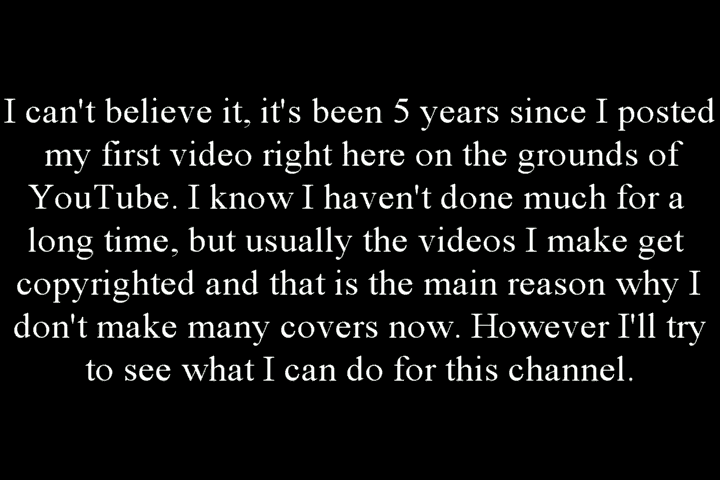 I can't believe it, it's been 5 years since I posted
my first video right here on the grounds of
YouTube. I know I haven't done much for a
long time, but usually the videos I make get
copyrighted and that is the main reason why I
don't make many covers now. However I'll try
to see what I can do for this channel.